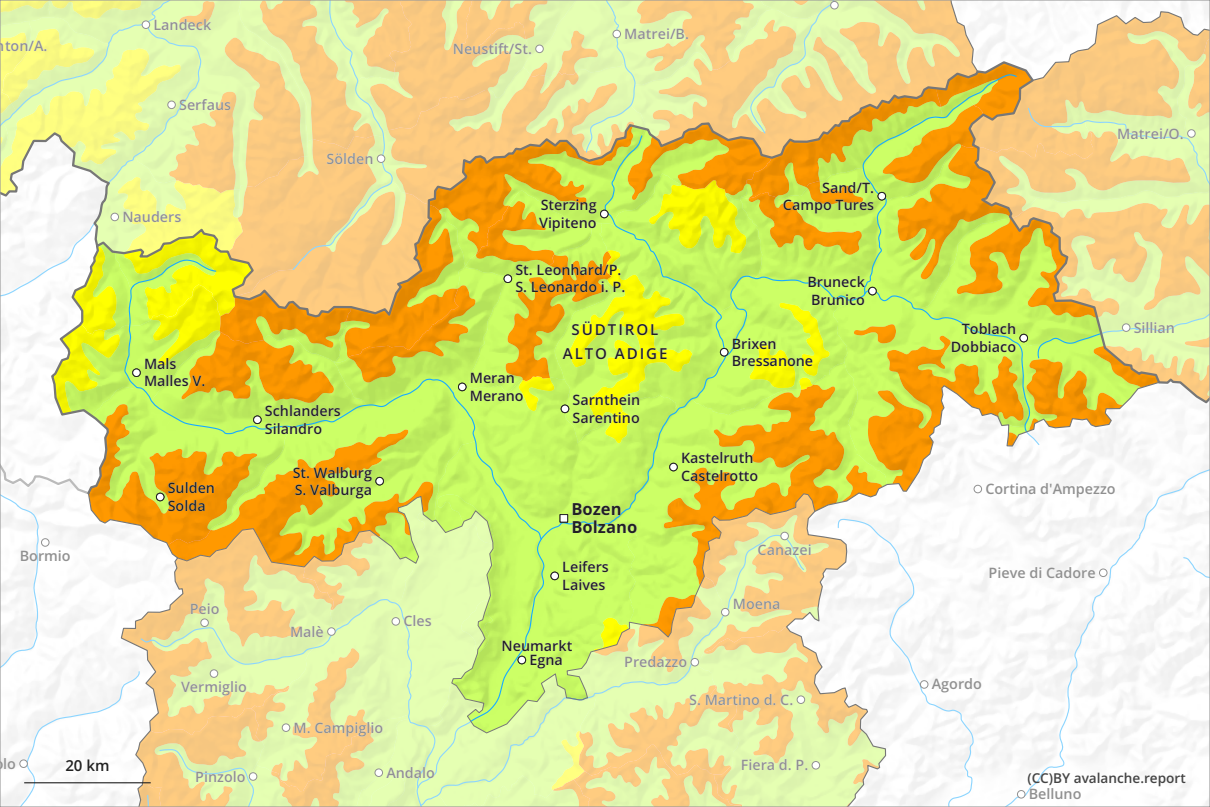 Landeck
nton/A.
Neustift/St.
Matrei/B.
Serfaus
Matrei/O.
Sölden
Sand/T.
Campo Tures
Nauders
Sterzing
Vipiteno
St. Leonhard/P.
S. Leonardo i. P.
Bruneck
Brunico
SÜDTIROL
ALTO ADIGE
Toblach
Dobbiaco
Sillian
Brixen
Bressanone
Mals
Malles V.
Meran
Merano
Schlanders
Silandro
Sarnthein
Sarentino
Kastelruth
Castelrotto
St. Walburg
S. Valburga
Sulden
Solda
Cortina d'Ampezzo
Bozen
Bolzano
Bormio
Canazei
Leifers
Laives
Pieve di Cadore
Peio
Moena
Cles
Malè
Neumarkt
Egna
Predazzo
Vermiglio
Agordo
S. Martino d. C.
M. Campiglio
20 km
Pinzolo
Andalo
Fiera d. P.
(CC)BY avalanche.report
Belluno